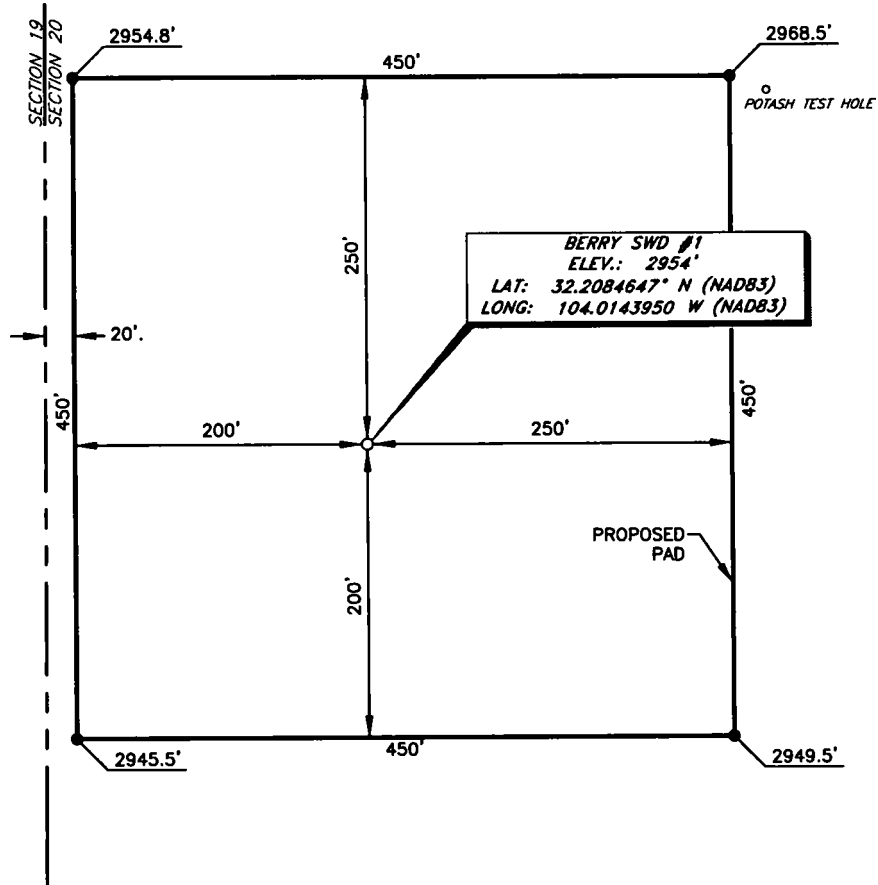 2954.8'
2968.5'
SECTION 19
SECTION 20
450'
POTASH TEST HOLE
250'
BERRY SWD #1
ELEV.: 2954'
LAT: 32.2084647° N (NAD83)
LONG: 104.0143950 W (NAD83)
20'.
450'
450'
200'
250'
PROPOSED
PAD
200'
450'
2945.5'
2949.5'